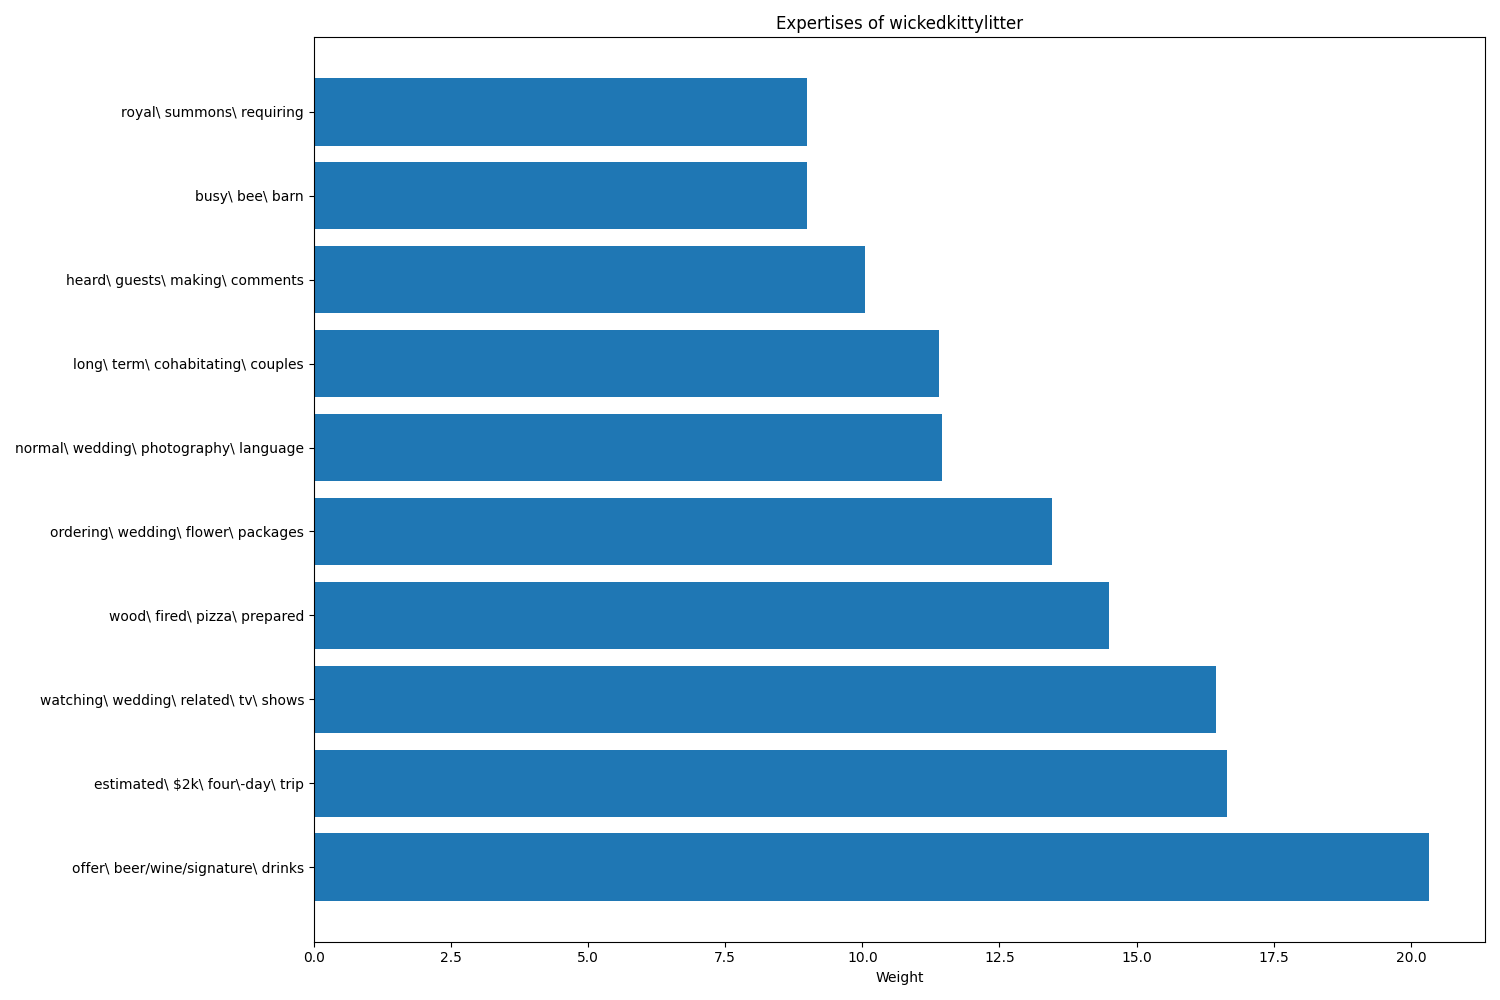 Expertises of wickedkittylitter
royal\ summons\ requiring
busy\ bee\ barn
heard\ guests\ making\ comments
long\ term\ cohabitating\ couples
normal\ wedding\ photography\ language
ordering\ wedding\ flower\ packages
wood\ fired\ pizza\ prepared
watching\ wedding\ related\ tv\ shows
estimated\ $2k\ four\-day\ trip
offer\ beer/wine/signature\ drinks
0.0 2.5 5.0 7.5 10.0 12.5 15.0 17.5 20.0
Weight